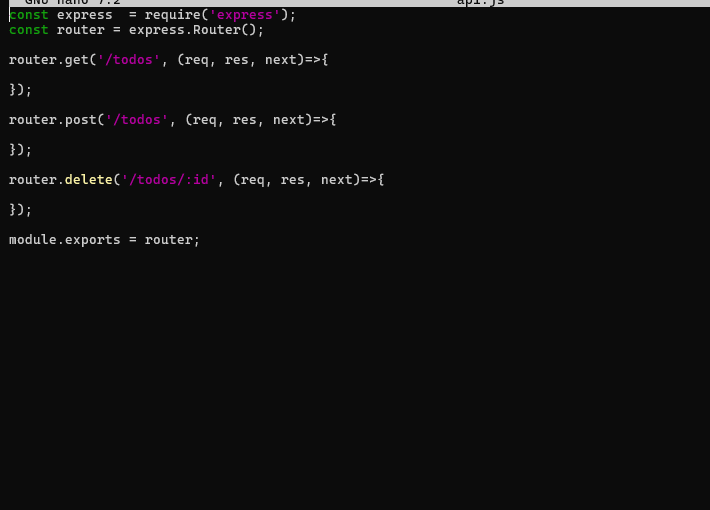 GNU nano 7.2 api.js
const express  = require('express');
const router = express.Router();
router.get('/todos', (req, res, next)=>{
});
router.post('/todos', (req, res, next)=>{
});
router.delete('/todos/:id', (req, res, next)=>{
});
module.exports = router;